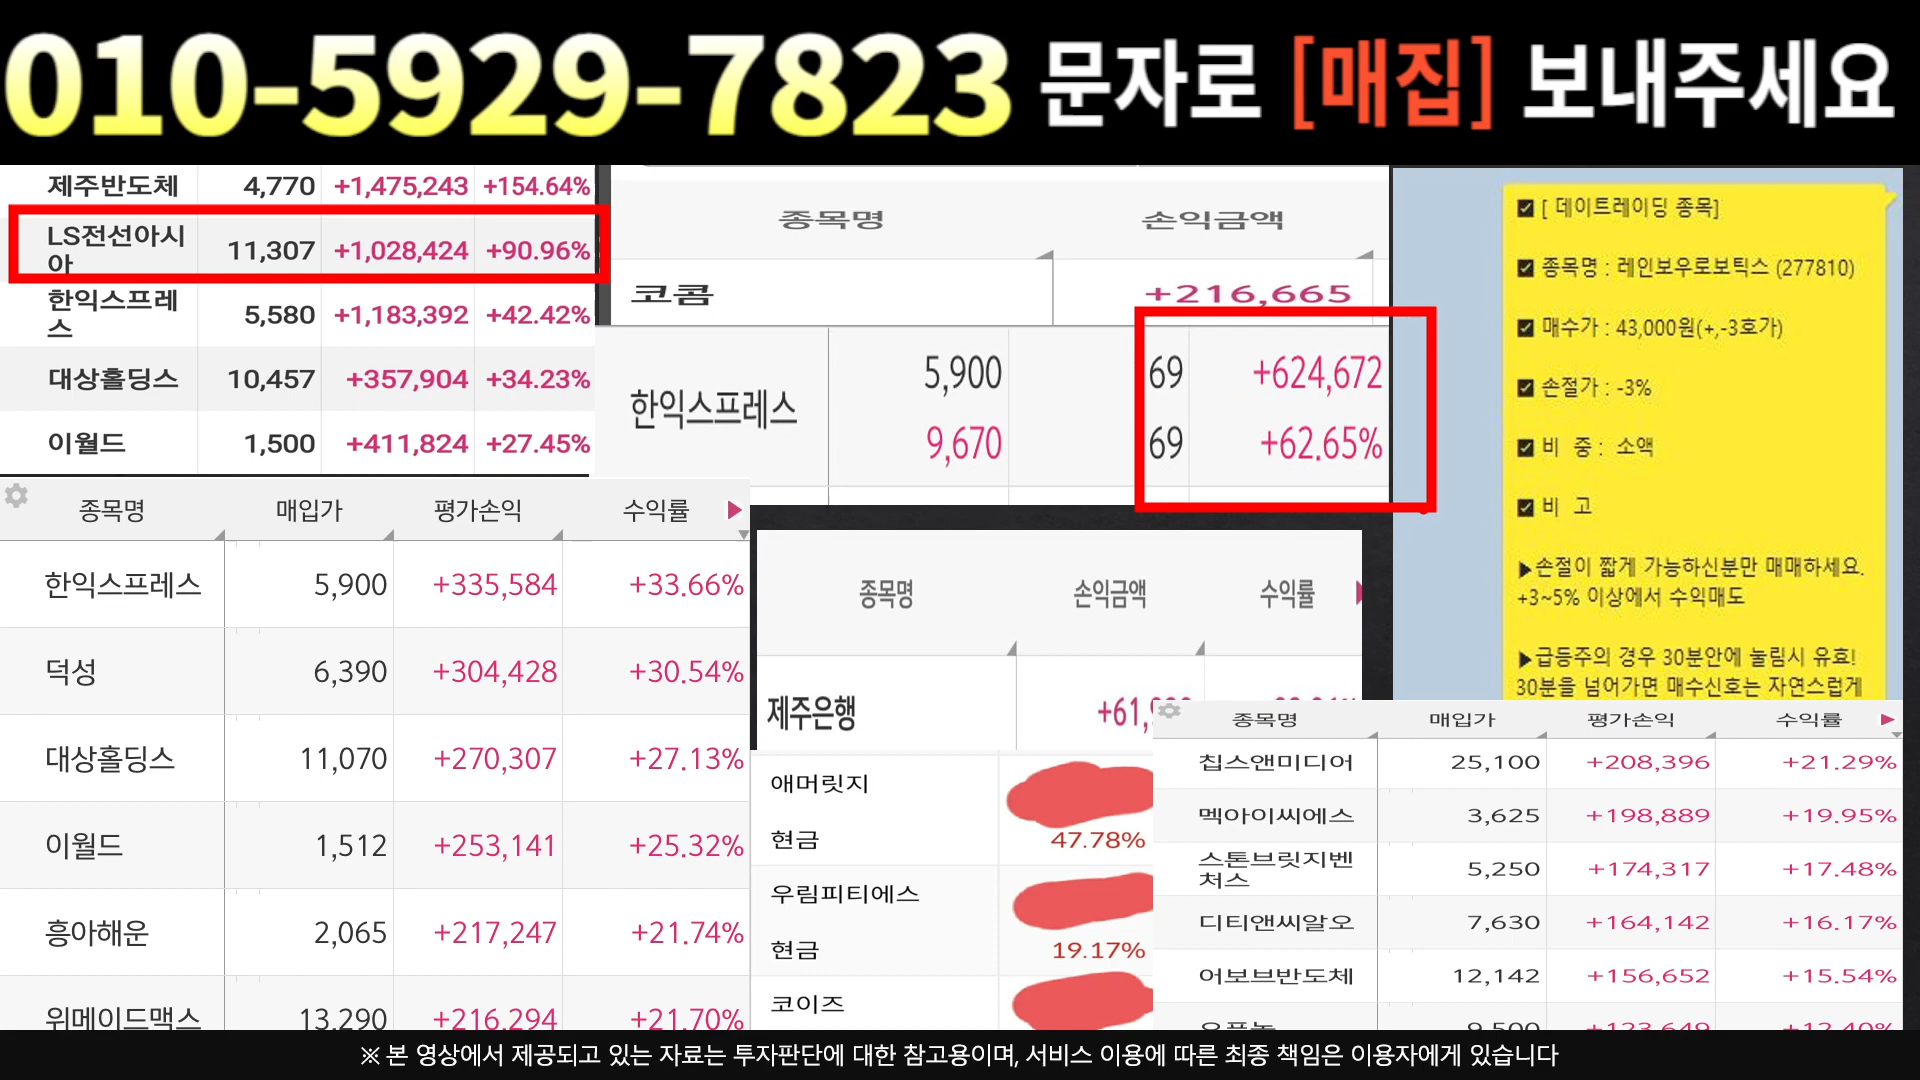 010-5929-7823 문자로 [매집] 보내주세요
제주반도체 4,770 +1,475,243 +154.64%
LS전선아시아 11,307 +1,028,424 +90.96%
한익스프레스 5,580 +1,183,392 +42.42%
대상홀딩스 10,457 +357,904 +34.23%
이월드 1,500 +411,824 +27.45%
종목명 손익금액
코콤 +216,665
한익스프레스 5,900 69 +624,672
9,670 69 +62.65%
☑ [ 데이트레이딩 종목]
☑ 종목명 : 레인보우로보틱스 (277810)
☑ 매수가 : 43,000원(+,-3호가)
☑ 손절가 : -3%
☑ 비 중 : 소액
☑ 비 고
▶손절이 짧게 가능하신분만 매매하세요.
+3~5% 이상에서 수익매도
▶급등주의 경우 30분안에 눌림시 유효!
30분을 넘어가면 매수신호는 자연스럽게
종목명 매입가 평가손익 수익률
한익스프레스 5,900 +335,584 +33.66%
덕성 6,390 +304,428 +30.54%
대상홀딩스 11,070 +270,307 +27.13%
이월드 1,512 +253,141 +25.32%
흥아해운 2,065 +217,247 +21.74%
위메이드맥스 13,290 +216,294 +21.70%
종목명 손익금액 수익률
제주은행 +61,
애머릿지
현금 47.78%
우림피티에스
현금 19.17%
코이즈
종목명 매입가 평가손익 수익률
칩스앤미디어 25,100 +208,396 +21.29%
멕아이씨에스 3,625 +198,889 +19.95%
스톤브릿지벤처스 5,250 +174,317 +17.48%
디티앤씨알오 7,630 +164,142 +16.17%
어보브반도체 12,142 +156,652 +15.54%
※ 본 영상에서 제공되고 있는 자료는 투자판단에 대한 참고용이며, 서비스 이용에 따른 최종 책임은 이용자에게 있습니다